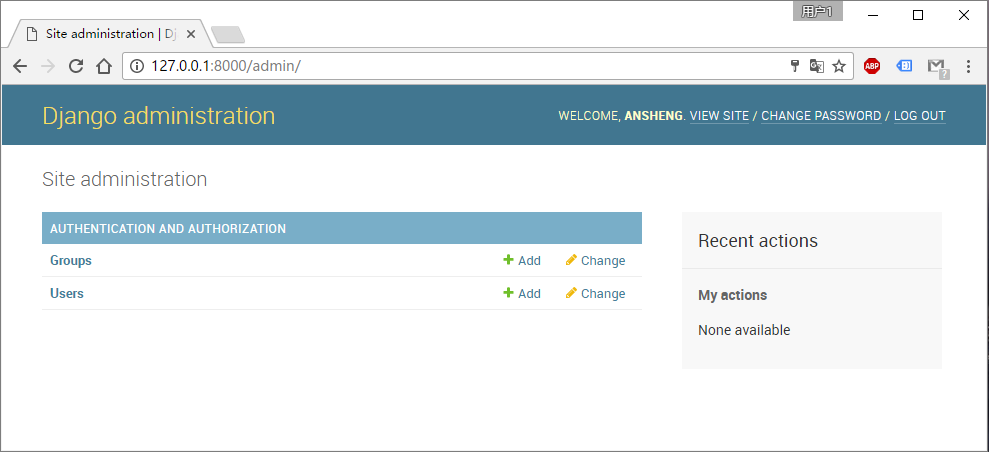 用户1
Site administration | Dj
127.0.0.1:8000/admin/
ABP
Django administration
WELCOME, ANSHENG. VIEW SITE / CHANGE PASSWORD / LOG OUT
Site administration
AUTHENTICATION AND AUTHORIZATION
Groups Add Change
Users Add Change
Recent actions
My actions
None available